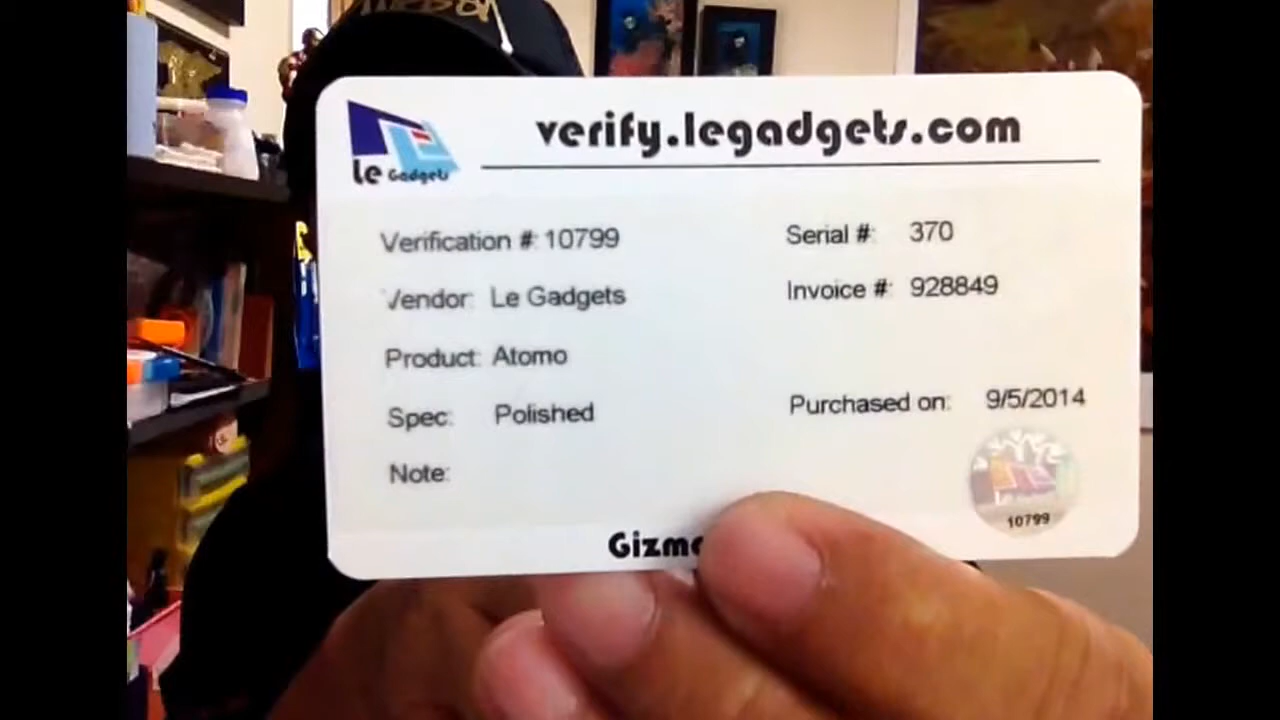 verify.legadgets.com
Le Gadgets
Verification #: 10799
Serial #: 370
Vendor: Le Gadgets
Invoice #: 928849
Product: Atomo
Spec: Polished
Purchased on: 9/5/2014
Note:
10799